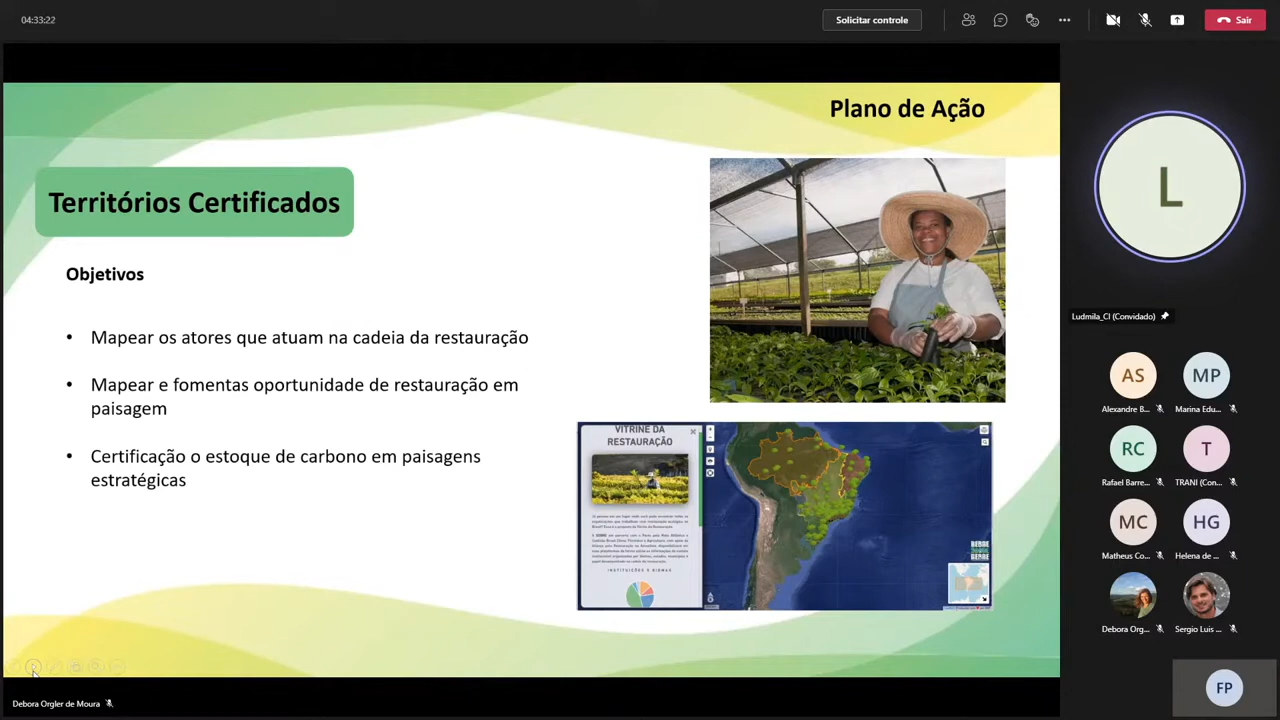 04:33:22
Solicitar controle
Sair
Plano de Ação
Territórios Certificados
Objetivos
• Mapear os atores que atuam na cadeia da restauração
• Mapear e fomentas oportunidade de restauração em
paisagem
• Certificação o estoque de carbono em paisagens
estratégicas
VITRINE DA
RESTAURAÇÃO
INSTITUIÇÕES & BIOMAS
L
Ludmila_CI (Convidado)
AS
MP
Alexandre B...
Marina Edu...
RC
T
Rafael Barre...
TRANI (Con...
MC
HG
Matheus Co...
Helena de ...
Debora Org...
Sergio Luis ...
FP
Debora Orgler de Moura